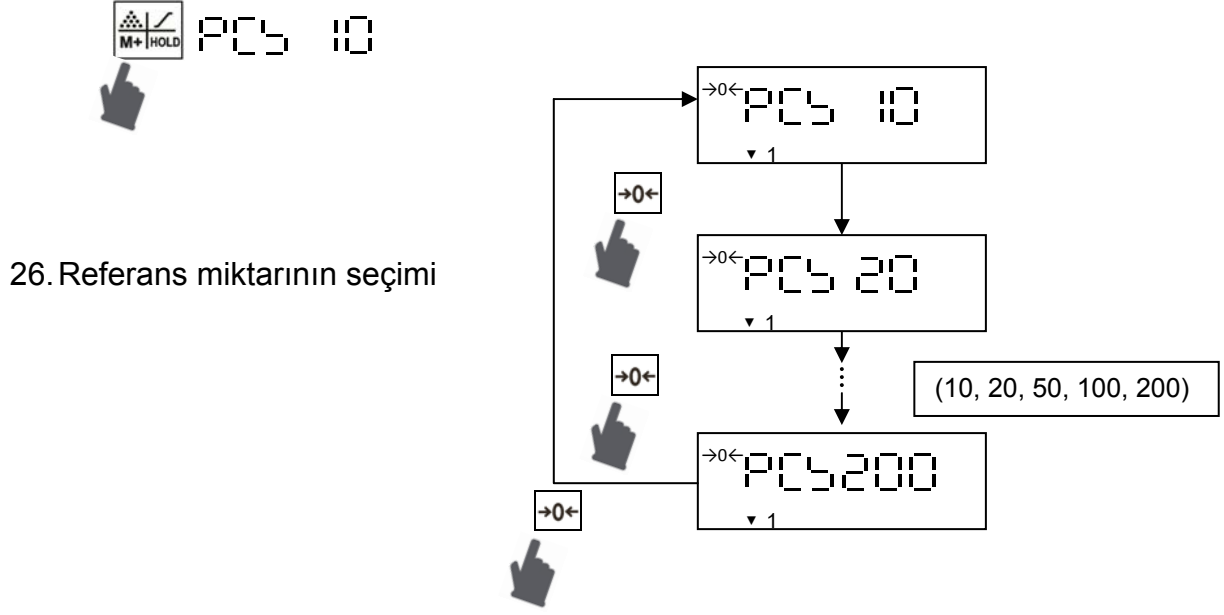 M+ HOLD PCS 10
→0← PCS 10
▼ 1
→0←
26. Referans miktarının seçimi
→0← PCS 20
▼ 1
→0←
(10, 20, 50, 100, 200)
→0← PCS200
▼ 1
→0←